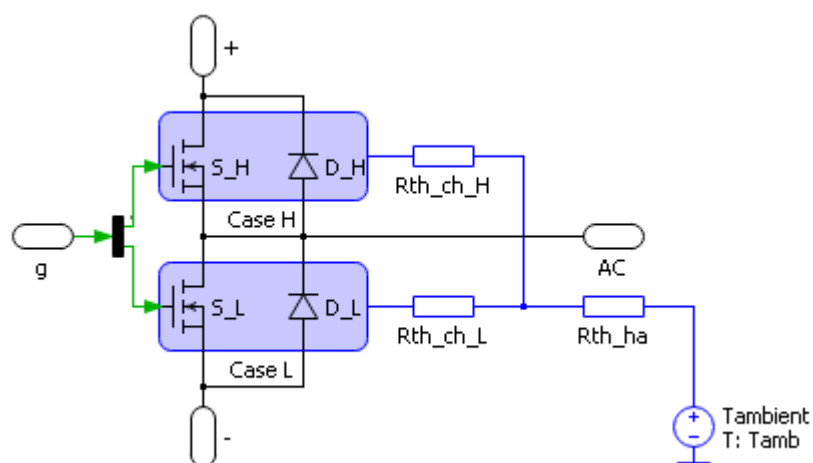 +
S_H
D_H
Rth_ch_H
Case H
g
AC
S_L
D_L
Rth_ch_L
Rth_ha
Case L
-
+
-
Tambient
T: Tamb